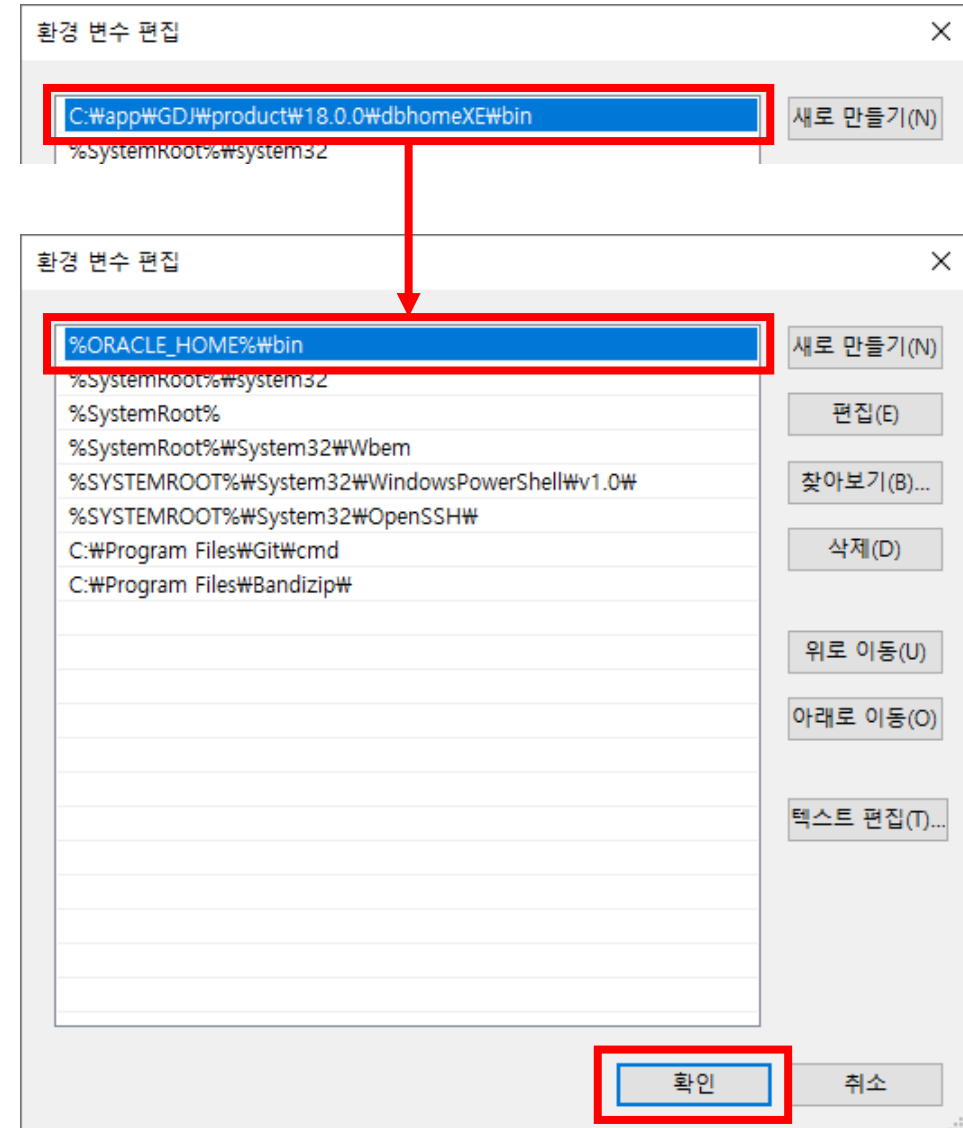 환경 변수 편집
C:₩app₩GDJ₩product₩18.0.0₩dbhomeXE₩bin
새로 만들기(N)
%SystemRoot%₩system32
환경 변수 편집
%ORACLE_HOME%₩bin
새로 만들기(N)
%SystemRoot%₩system32
%SystemRoot%
편집(E)
%SystemRoot%₩System32₩Wbem
%SYSTEMROOT%₩System32₩WindowsPowerShell₩v1.0₩
찾아보기(B)...
%SYSTEMROOT%₩System32₩OpenSSH₩
C:₩Program Files₩Git₩cmd
삭제(D)
C:₩Program Files₩Bandizip₩
위로 이동(U)
아래로 이동(O)
텍스트 편집(T)...
확인
취소